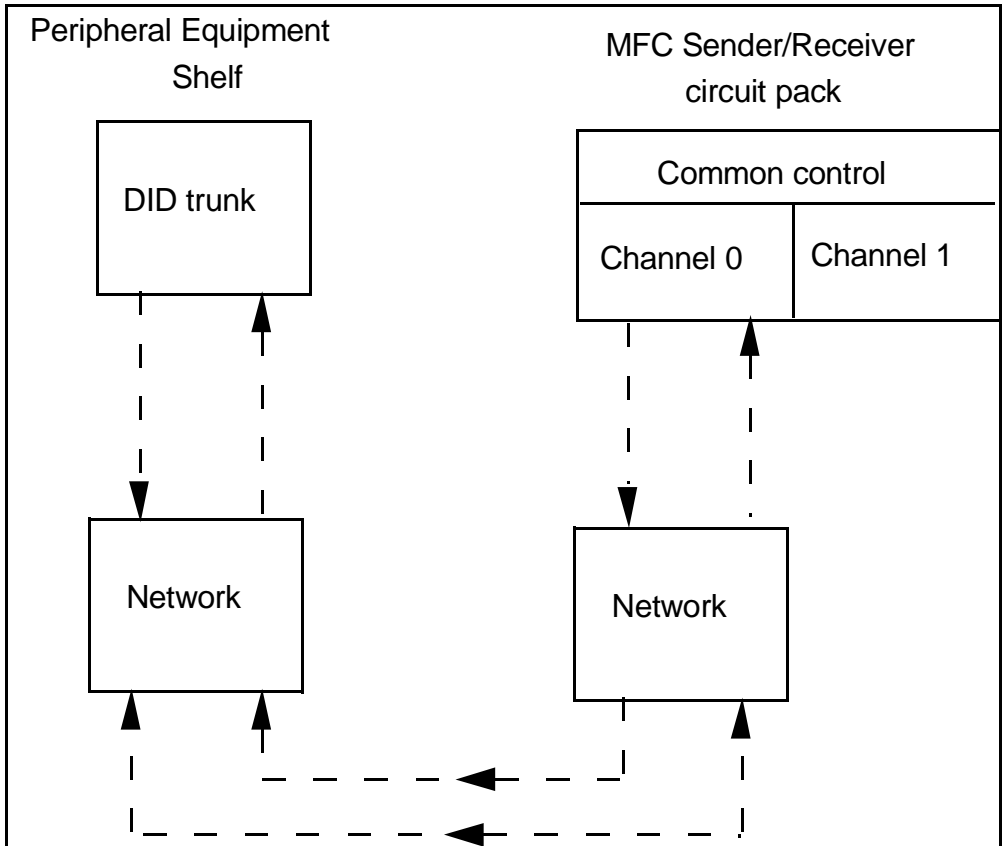 Peripheral Equipment
Shelf
MFC Sender/Receiver
circuit pack
DID trunk
Common control
Channel 0
Channel 1
Network
Network